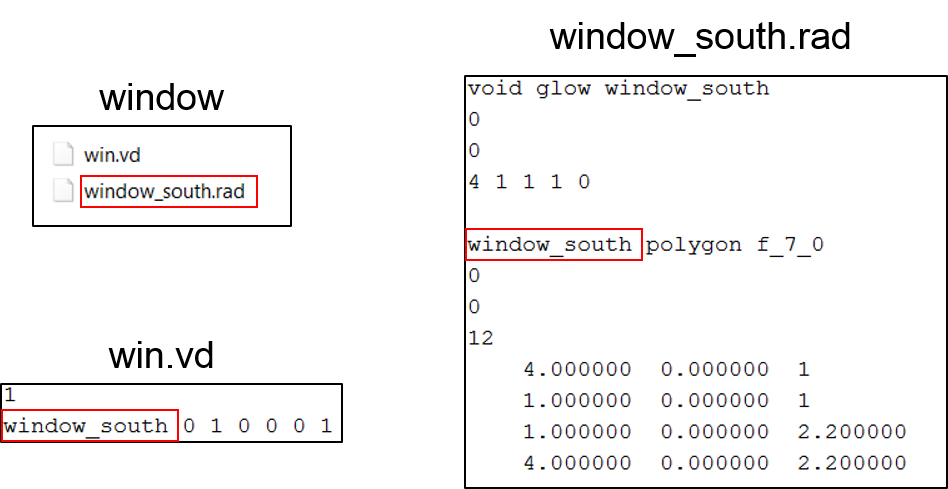 window
win.vd
window_south.rad
win.vd
1
window_south 0 1 0 0 0 1
window_south.rad
void glow window_south
0
0
4 1 1 1 0
window_south polygon f_7_0
0
0
12
4.000000 0.000000 1
1.000000 0.000000 1
1.000000 0.000000 2.200000
4.000000 0.000000 2.200000